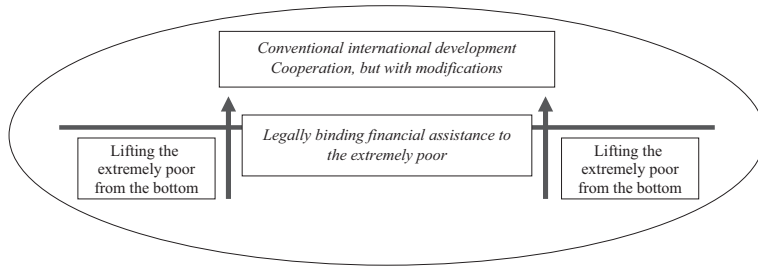 Conventional international development
Cooperation, but with modifications
Legally binding financial assistance to
the extremely poor
Lifting the
extremely poor
from the bottom
Lifting the
extremely poor
from the bottom